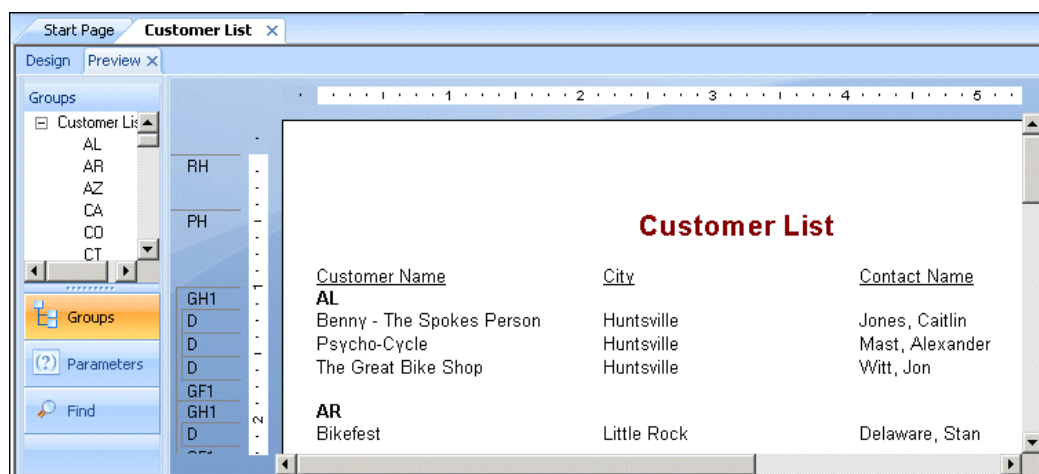 Start Page Customer List ×
Design Preview ×
Groups
Customer Lis
AL
AR
AZ
CA
CO
CT
Groups
(?) Parameters
Find
1 2 3 4 5
RH
PH
GH1
D
D
D
GF1
GH1
D
GF1
1
2
Customer List
Customer Name City Contact Name
AL
Benny - The Spokes Person Huntsville Jones, Caitlin
Psycho-Cycle Huntsville Mast, Alexander
The Great Bike Shop Huntsville Witt, Jon
AR
Bikefest Little Rock Delaware, Stan